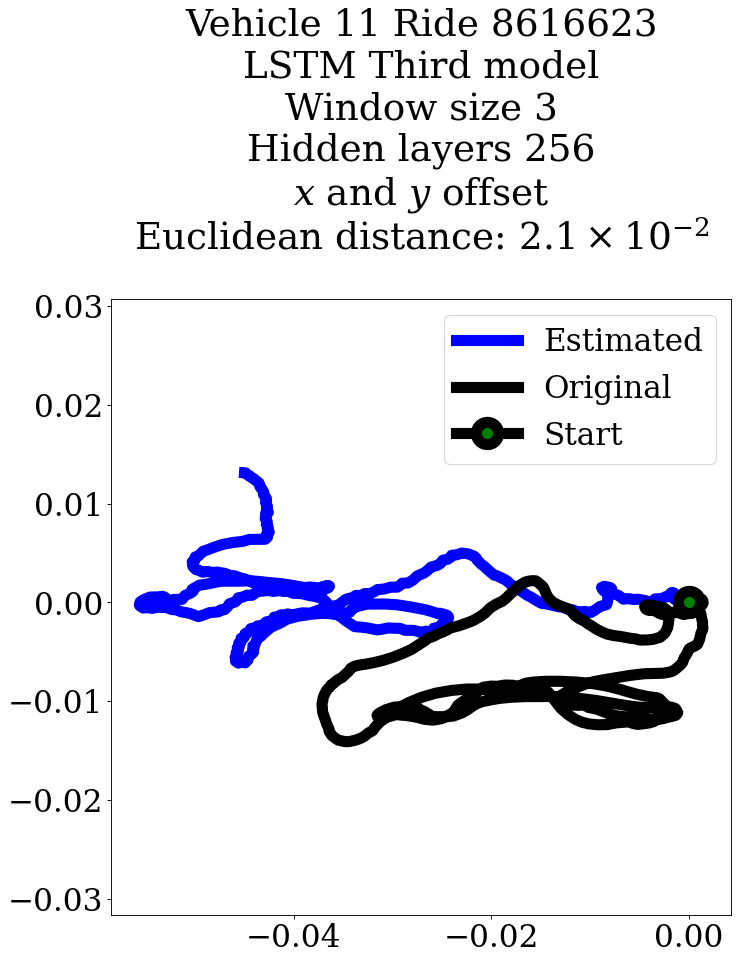 Vehicle 11 Ride 8616623
LSTM Third model
Window size 3
Hidden layers 256
x and y offset
Euclidean distance: 2.1 × 10⁻²
0.03
0.02
0.01
0.00
−0.01
−0.02
−0.03
Estimated
Original
Start
−0.04
−0.02
0.00